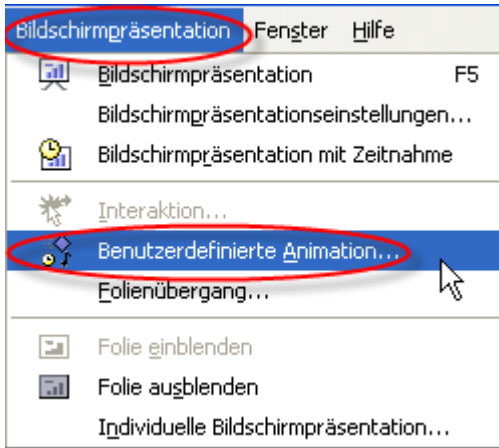 Bildschirmpräsentation Fenster Hilfe
Bildschirmpräsentation F5
Bildschirmpräsentationseinstellungen...
Bildschirmpräsentation mit Zeitnahme
Interaktion...
Benutzerdefinierte Animation...
Folienübergang...
Folie einblenden
Folie ausblenden
Individuelle Bildschirmpräsentation...